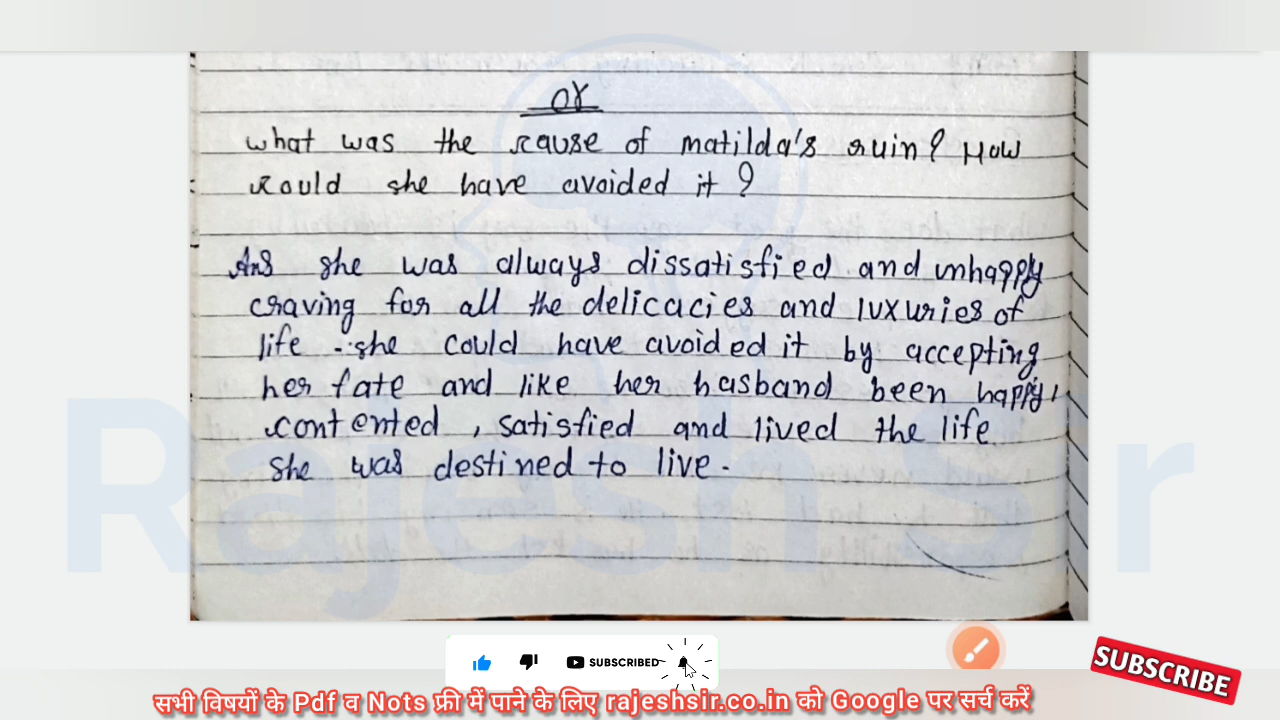 or
what was the cause of matilda's ruin? How
could she have avoided it?
Ans she was always dissatisfied and unhappy
craving for all the delicacies and luxuries of
life -. she could have avoided it by accepting
her fate and like her hasband been happy,
contented, satisfied and lived the life
she was destined to live.
Rajesh Sir
SUBSCRIBED
SUBSCRIBE
सभी विषयों के Pdf व Nots फ्री में पाने के लिए rajeshsir.co.in को Google पर सर्च करें